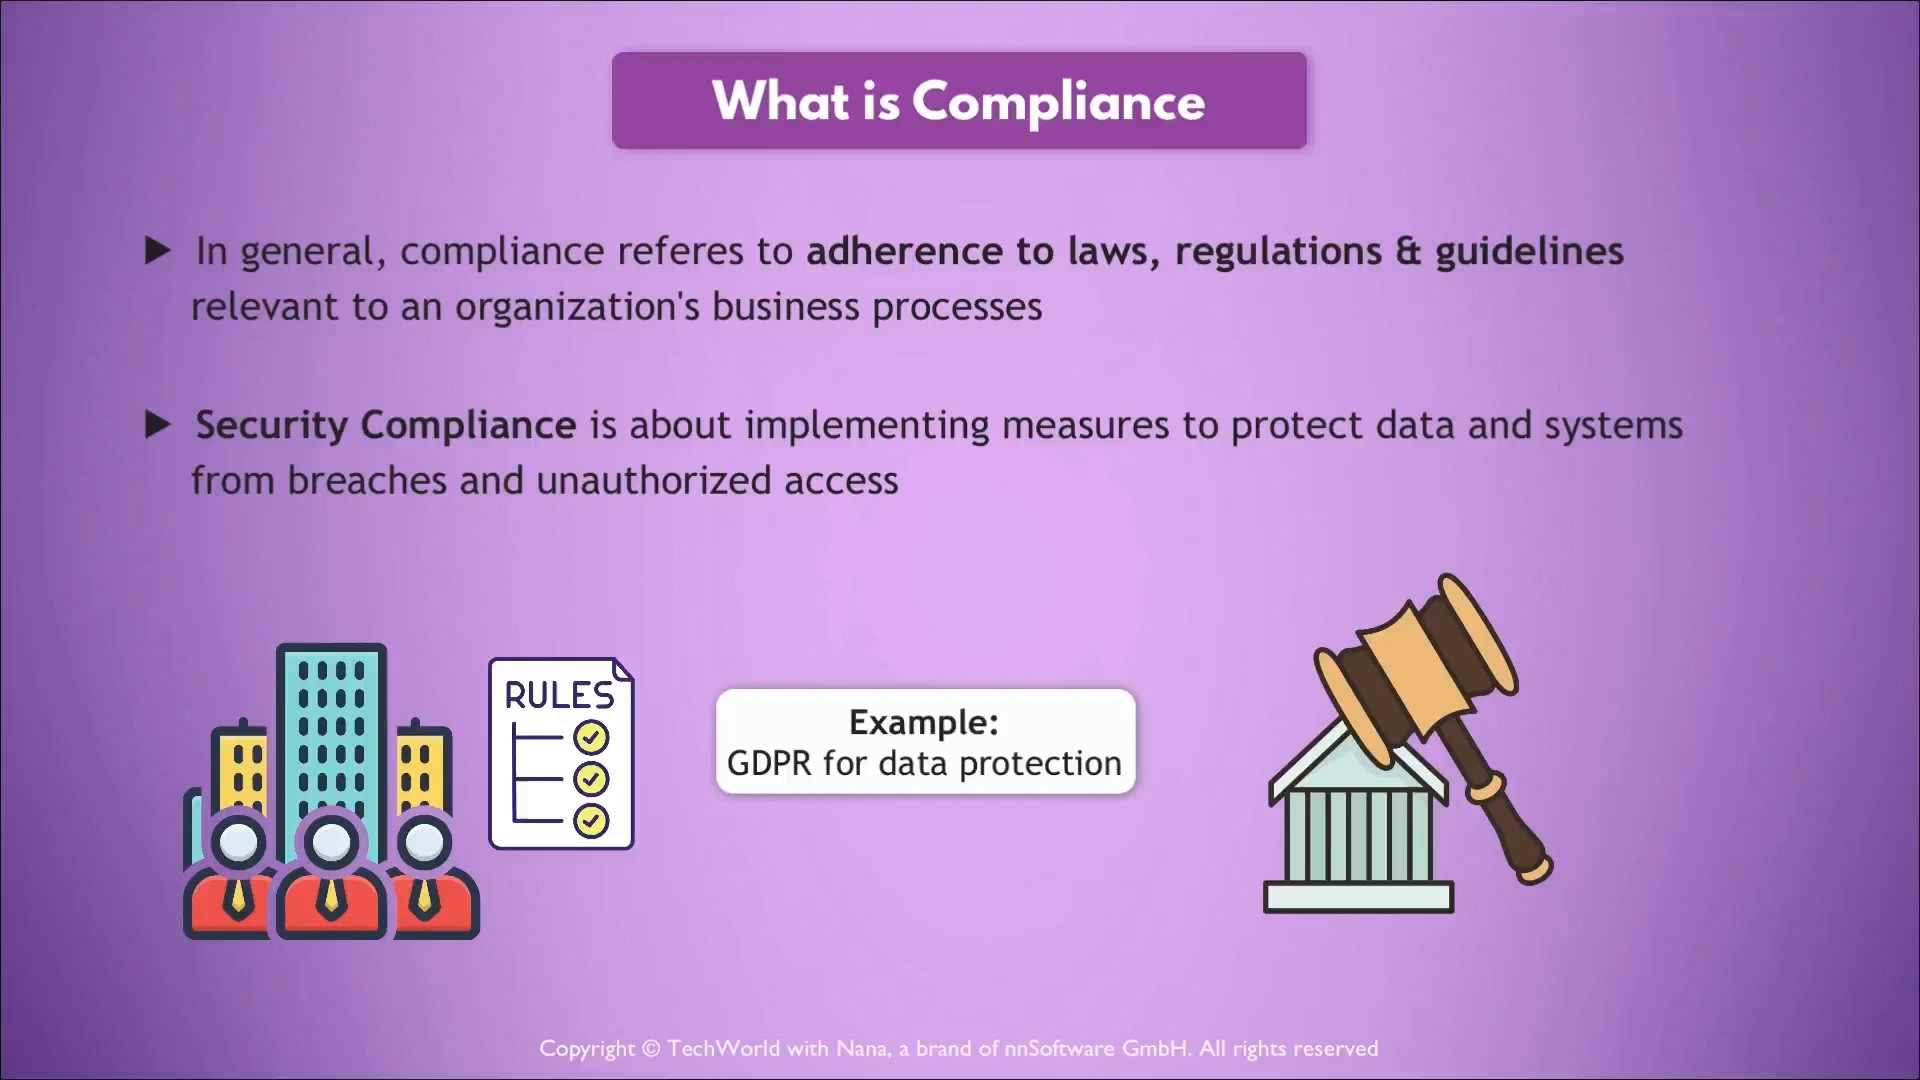 What is Compliance
▶ In general, compliance referes to adherence to laws, regulations & guidelines
relevant to an organization's business processes
▶ Security Compliance is about implementing measures to protect data and systems
from breaches and unauthorized access
RULES
Example:
GDPR for data protection
Copyright © TechWorld with Nana, a brand of nnSoftware GmbH. All rights reserved